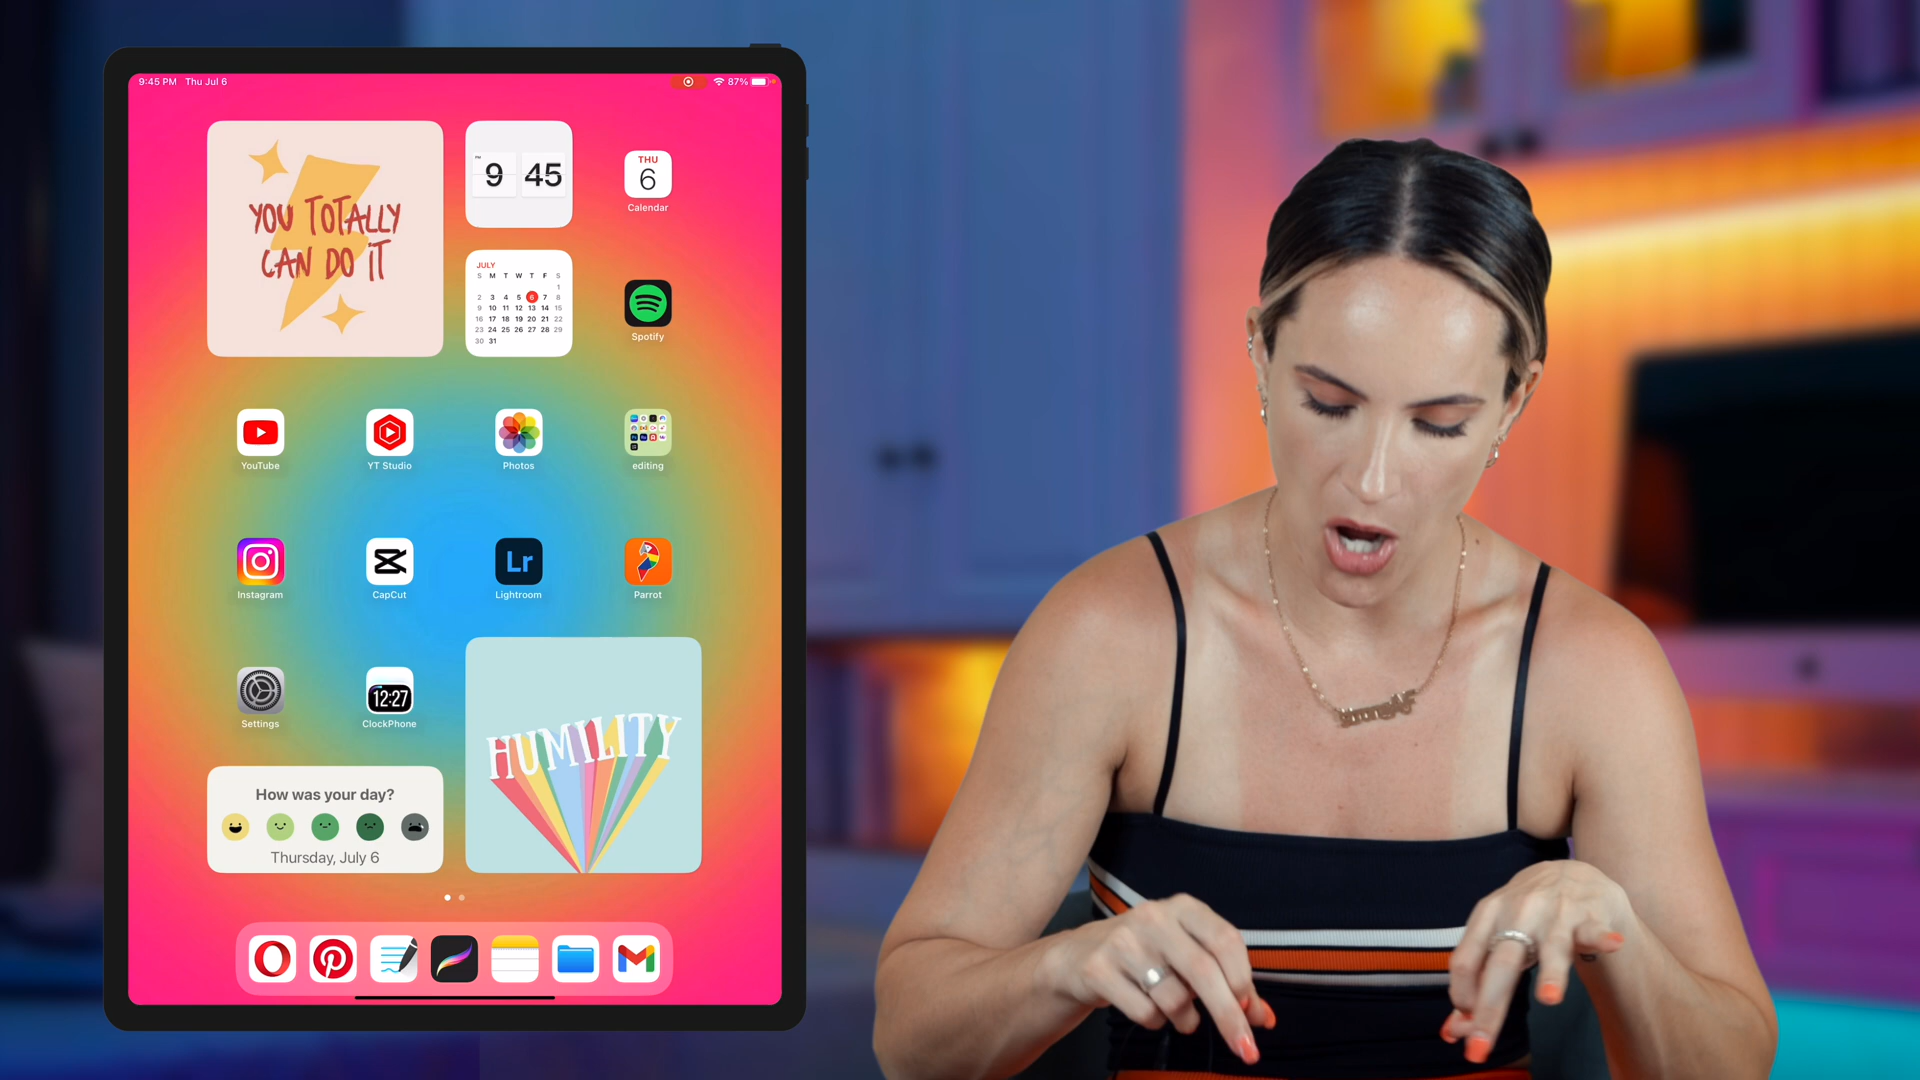 9:45 PM Thu Jul 6
87%
YOU TOTALLY
CAN DO IT
PM
9 45
THU
6
Calendar
JULY
S M T W T F S
1
2 3 4 5 6 7 8
9 10 11 12 13 14 15
16 17 18 19 20 21 22
23 24 25 26 27 28 29
30 31
Spotify
YouTube
YT Studio
Photos
editing
Instagram
CapCut
Lr
Lightroom
Parrot
Settings
12:27
ClockPhone
HUMILITY
How was your day?
Thursday, July 6